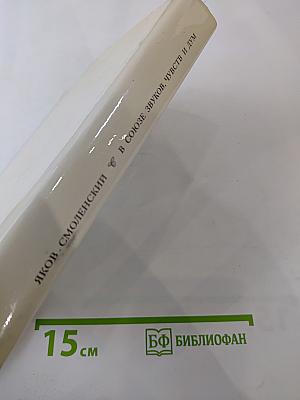 ЯКОВ СМОЛЕНСКИЙ В СОЮЗЕ ЗВУКОВ, ЧУВСТВ И ДУМ
15 см
БФ БИБЛИОФАН